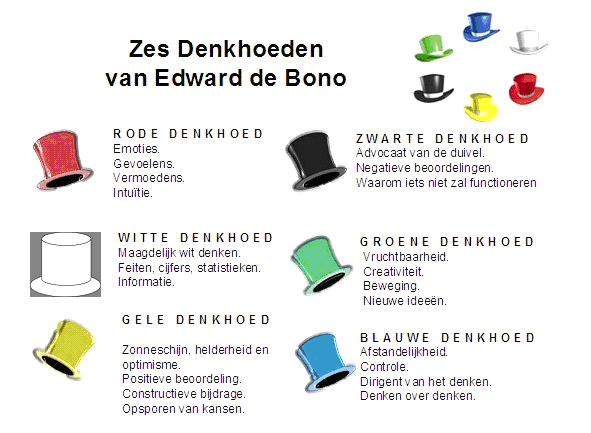 Zes Denkhoeden
van Edward de Bono
RODE DENKHOED
Emoties.
Gevoelens.
Vermoedens.
Intuïtie.
ZWARTE DENKHOED
Advocaat van de duivel.
Negatieve beoordelingen.
Waarom iets niet zal functioneren
WITTE DENKHOED
Maagdelijk wit denken.
Feiten, cijfers, statistieken.
Informatie.
GROENE DENKHOED
Vruchtbaarheid.
Creativiteit.
Beweging.
Nieuwe ideeën.
GELE DENKHOED
Zonneschijn, helderheid en
optimisme.
Positieve beoordeling.
Constructieve bijdrage.
Opsporen van kansen.
BLAUWE DENKHOED
Afstandelijkheid.
Controle.
Dirigent van het denken.
Denken over denken.